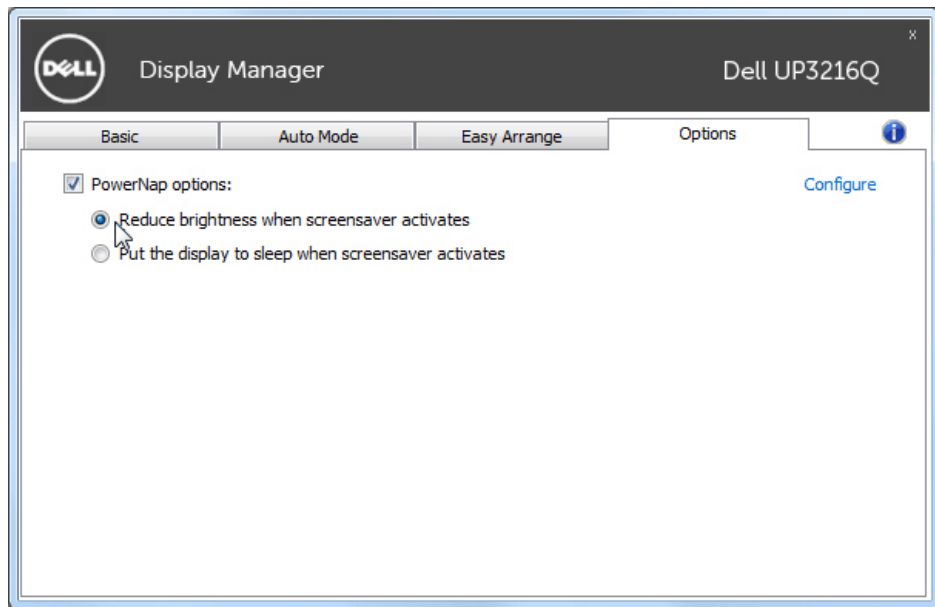 x
DELL Display Manager Dell UP3216Q
Basic Auto Mode Easy Arrange Options i
PowerNap options: Configure
Reduce brightness when screensaver activates
Put the display to sleep when screensaver activates